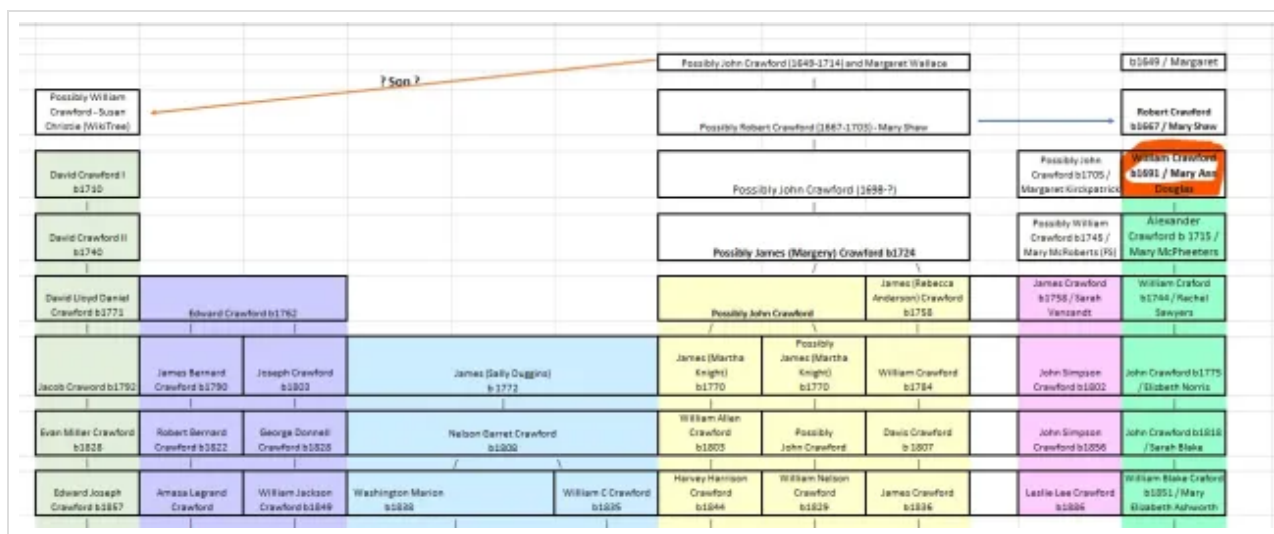 Possibly John Crawford (1649-1714) and Margaret Wallace
b1649 / Margaret
? Son ?
Possibly William
Crawford - Susan
Christie (WikiTree)
Possibly Robert Crawford (1667-1703) - Mary Shaw
Robert Crawford
b1667 / Mary Shaw
David Crawford I
b1710
Possibly John Crawford (1698-?)
Possibly John
Crawford b1705 /
Margaret Kirckpatrick
William Crawford
b1691 / Mary Ann
Douglas
David Crawford II
b1740
Possibly James (Margery) Crawford b1724
Possibly William
Crawford b1745 /
Mary McRoberts (FS)
Alexander
Crawford b 1715 /
Mary McPheeters
David Lloyd Daniel
Crawford b1771
Edward Crawford b1762
Possibly John Crawford
James (Rebecca
Anderson) Crawford
b1758
James Crawford
b1758 / Sarah
Vansandt
William Craford
b1744 / Rachel
Sawyers
Jacob Craword b1792
James Bernard
Crawford b1790
Joseph Crawford
b1803
James (Sally Duggins)
b 1772
James (Martha
Knight)
b1770
Possibly
James (Martha
Knight)
b1770
William Crawford
b1784
John Simpson
Crawford b1802
John Crawford b1775
/ Elizbeth Norris
Evan Miller Crawford
b1828
Robert Bernard
Crawford b1822
George Donnell
Crawford b1828
Nelson Garret Crawford
b1808
William Allen
Crawford
b1803
Possibly
John Crawford
Davis Crawford
b 1807
John Simpson
Crawford b1856
John Crawford b1818
/ Sarah Blake
Edward Joseph
Crawford b1857
Amasa Legrand
Crawford
William Jackson
Crawford b1849
Washington Marion
b1838
William C Crawford
b1835
Harvey Harrison
Crawford
b1844
William Nelson
Crawford
b1829
James Crawford
b1836
Leslie Lee Crawford
b1886
William Blake Craford
b1851 / Mary
Elizabeth Ashworth